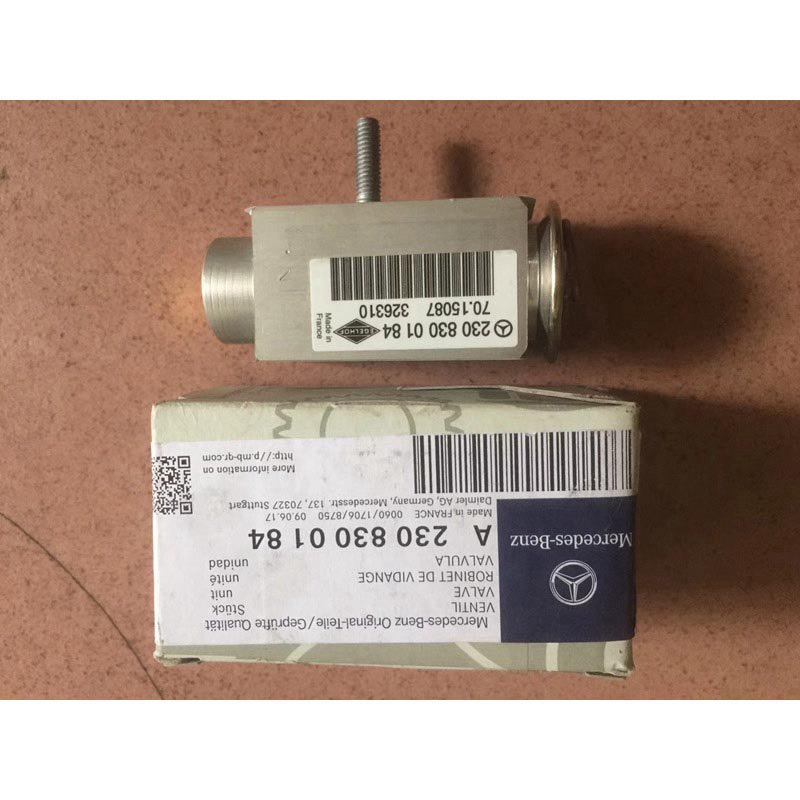 230 830 01 84
70.15087 326310
EGELHOF
Made in
France
Mercedes-Benz
Mercedes-Benz Original-Teile/Geprüfte Qualität
VENTIL Stück
VALVE unit
ROBINET DE VIDANGE unité
VALVULA unidad
A 230 830 01 84
Made in FRANCE 0060/1706/8750 09.06.17
Daimler AG, Germany, Mercedesstr. 137, 70327 Stuttgart
More information on
http://p.mb-qr.com